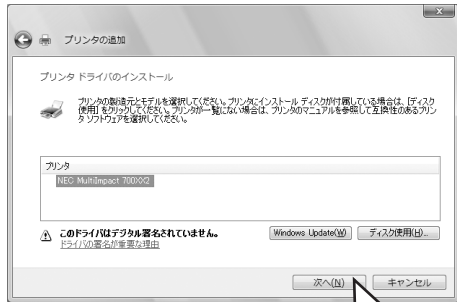 プリンタの追加
プリンタ ドライバのインストール
プリンタの製造元とモデルを選択してください。プリンタにインストール ディスクが付属している場合は、[ディスク
使用] をクリックしてください。プリンタが一覧にない場合は、プリンタのマニュアルを参照して互換性のあるプリン
タ ソフトウェアを選択してください。
プリンタ
NEC MultiImpact 700XX2
このドライバはデジタル署名されていません。
ドライバの署名が重要な理由
Windows Update(W)
ディスク使用(H)...
次へ(N)
キャンセル